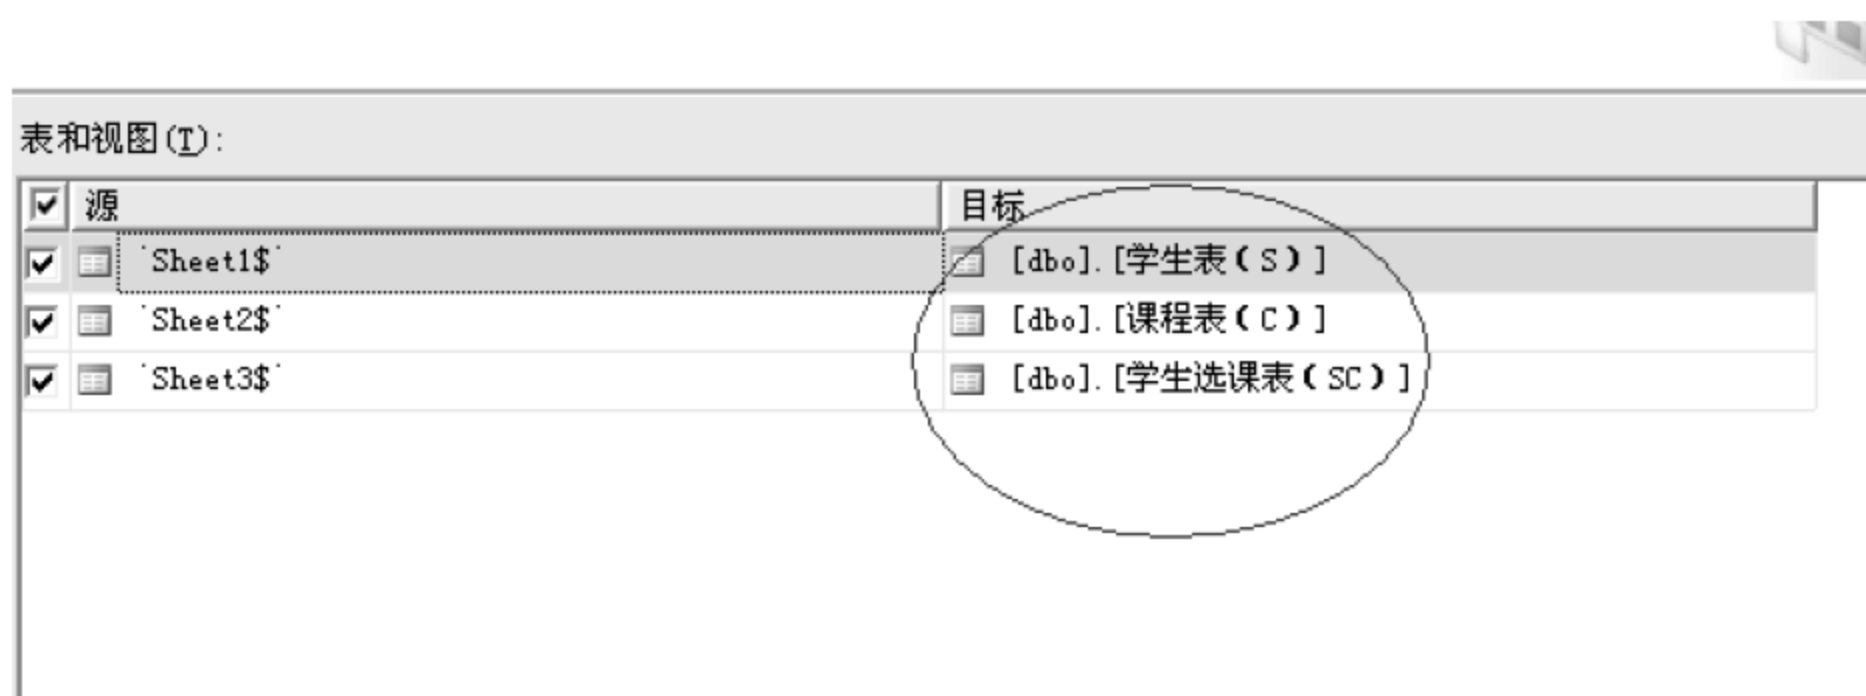 表和视图(T):
源 目标
`Sheet1$` [dbo].[学生表(S)]
`Sheet2$` [dbo].[课程表(C)]
`Sheet3$` [dbo].[学生选课表(SC)]